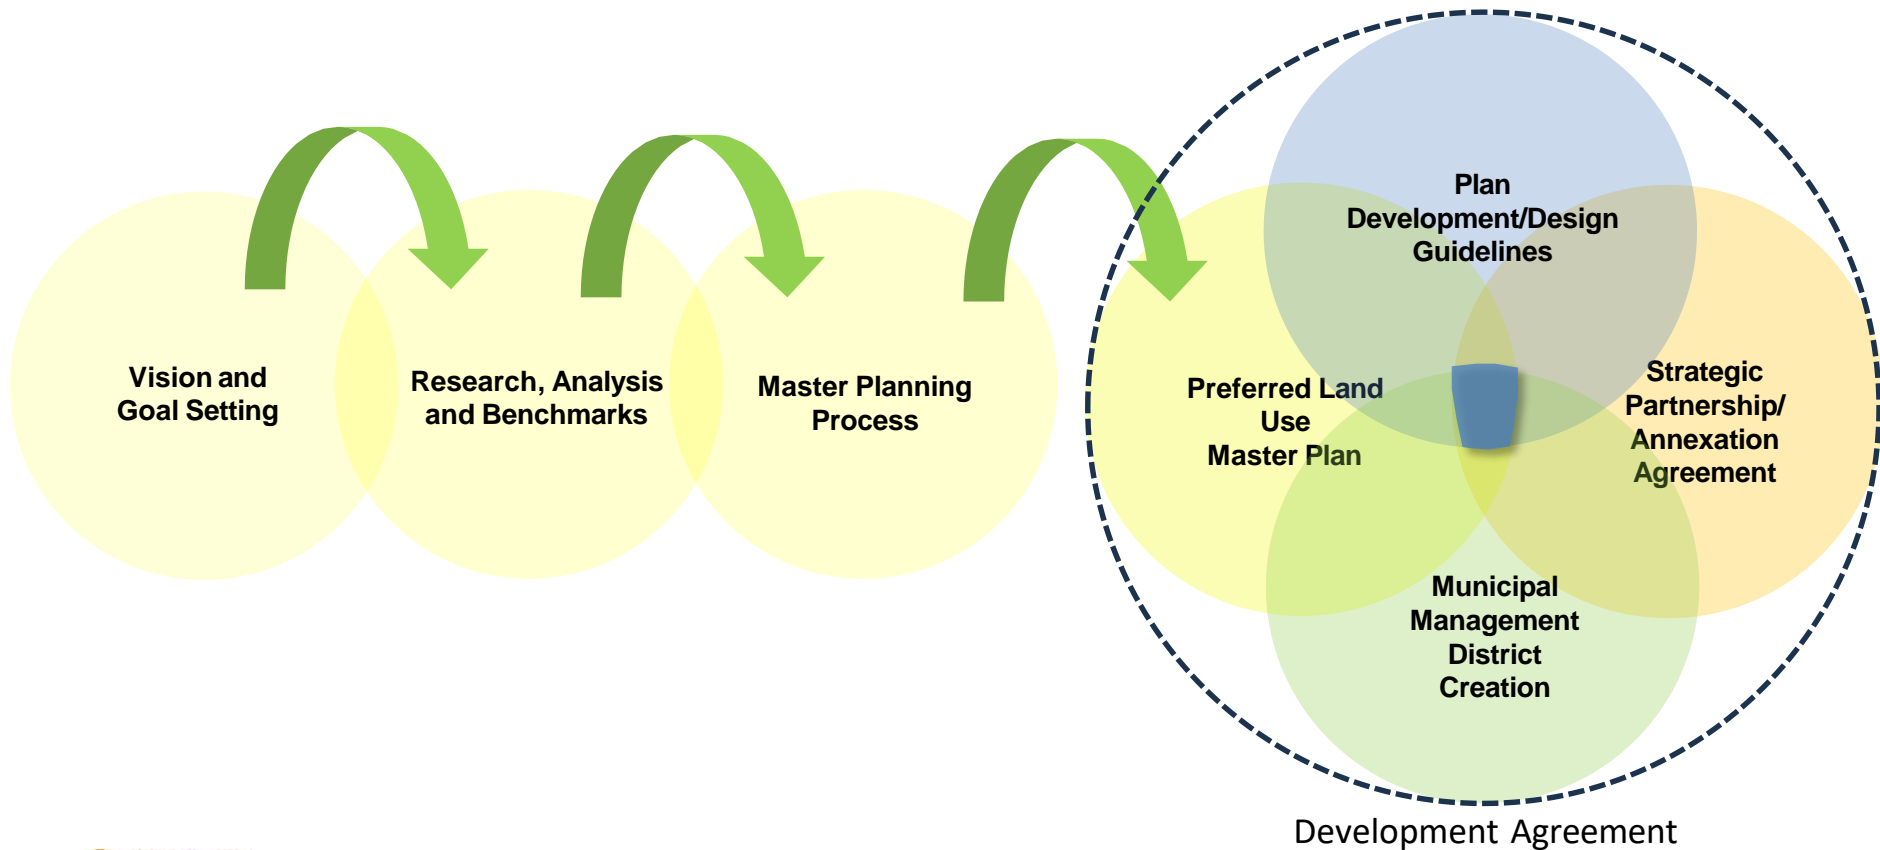 Vision and
Goal Setting
Research, Analysis
and Benchmarks
Master Planning
Process
Preferred Land
Use
Master Plan
Plan
Development/Design
Guidelines
Strategic
Partnership/
Annexation
Agreement
Municipal
Management
District
Creation
Development Agreement